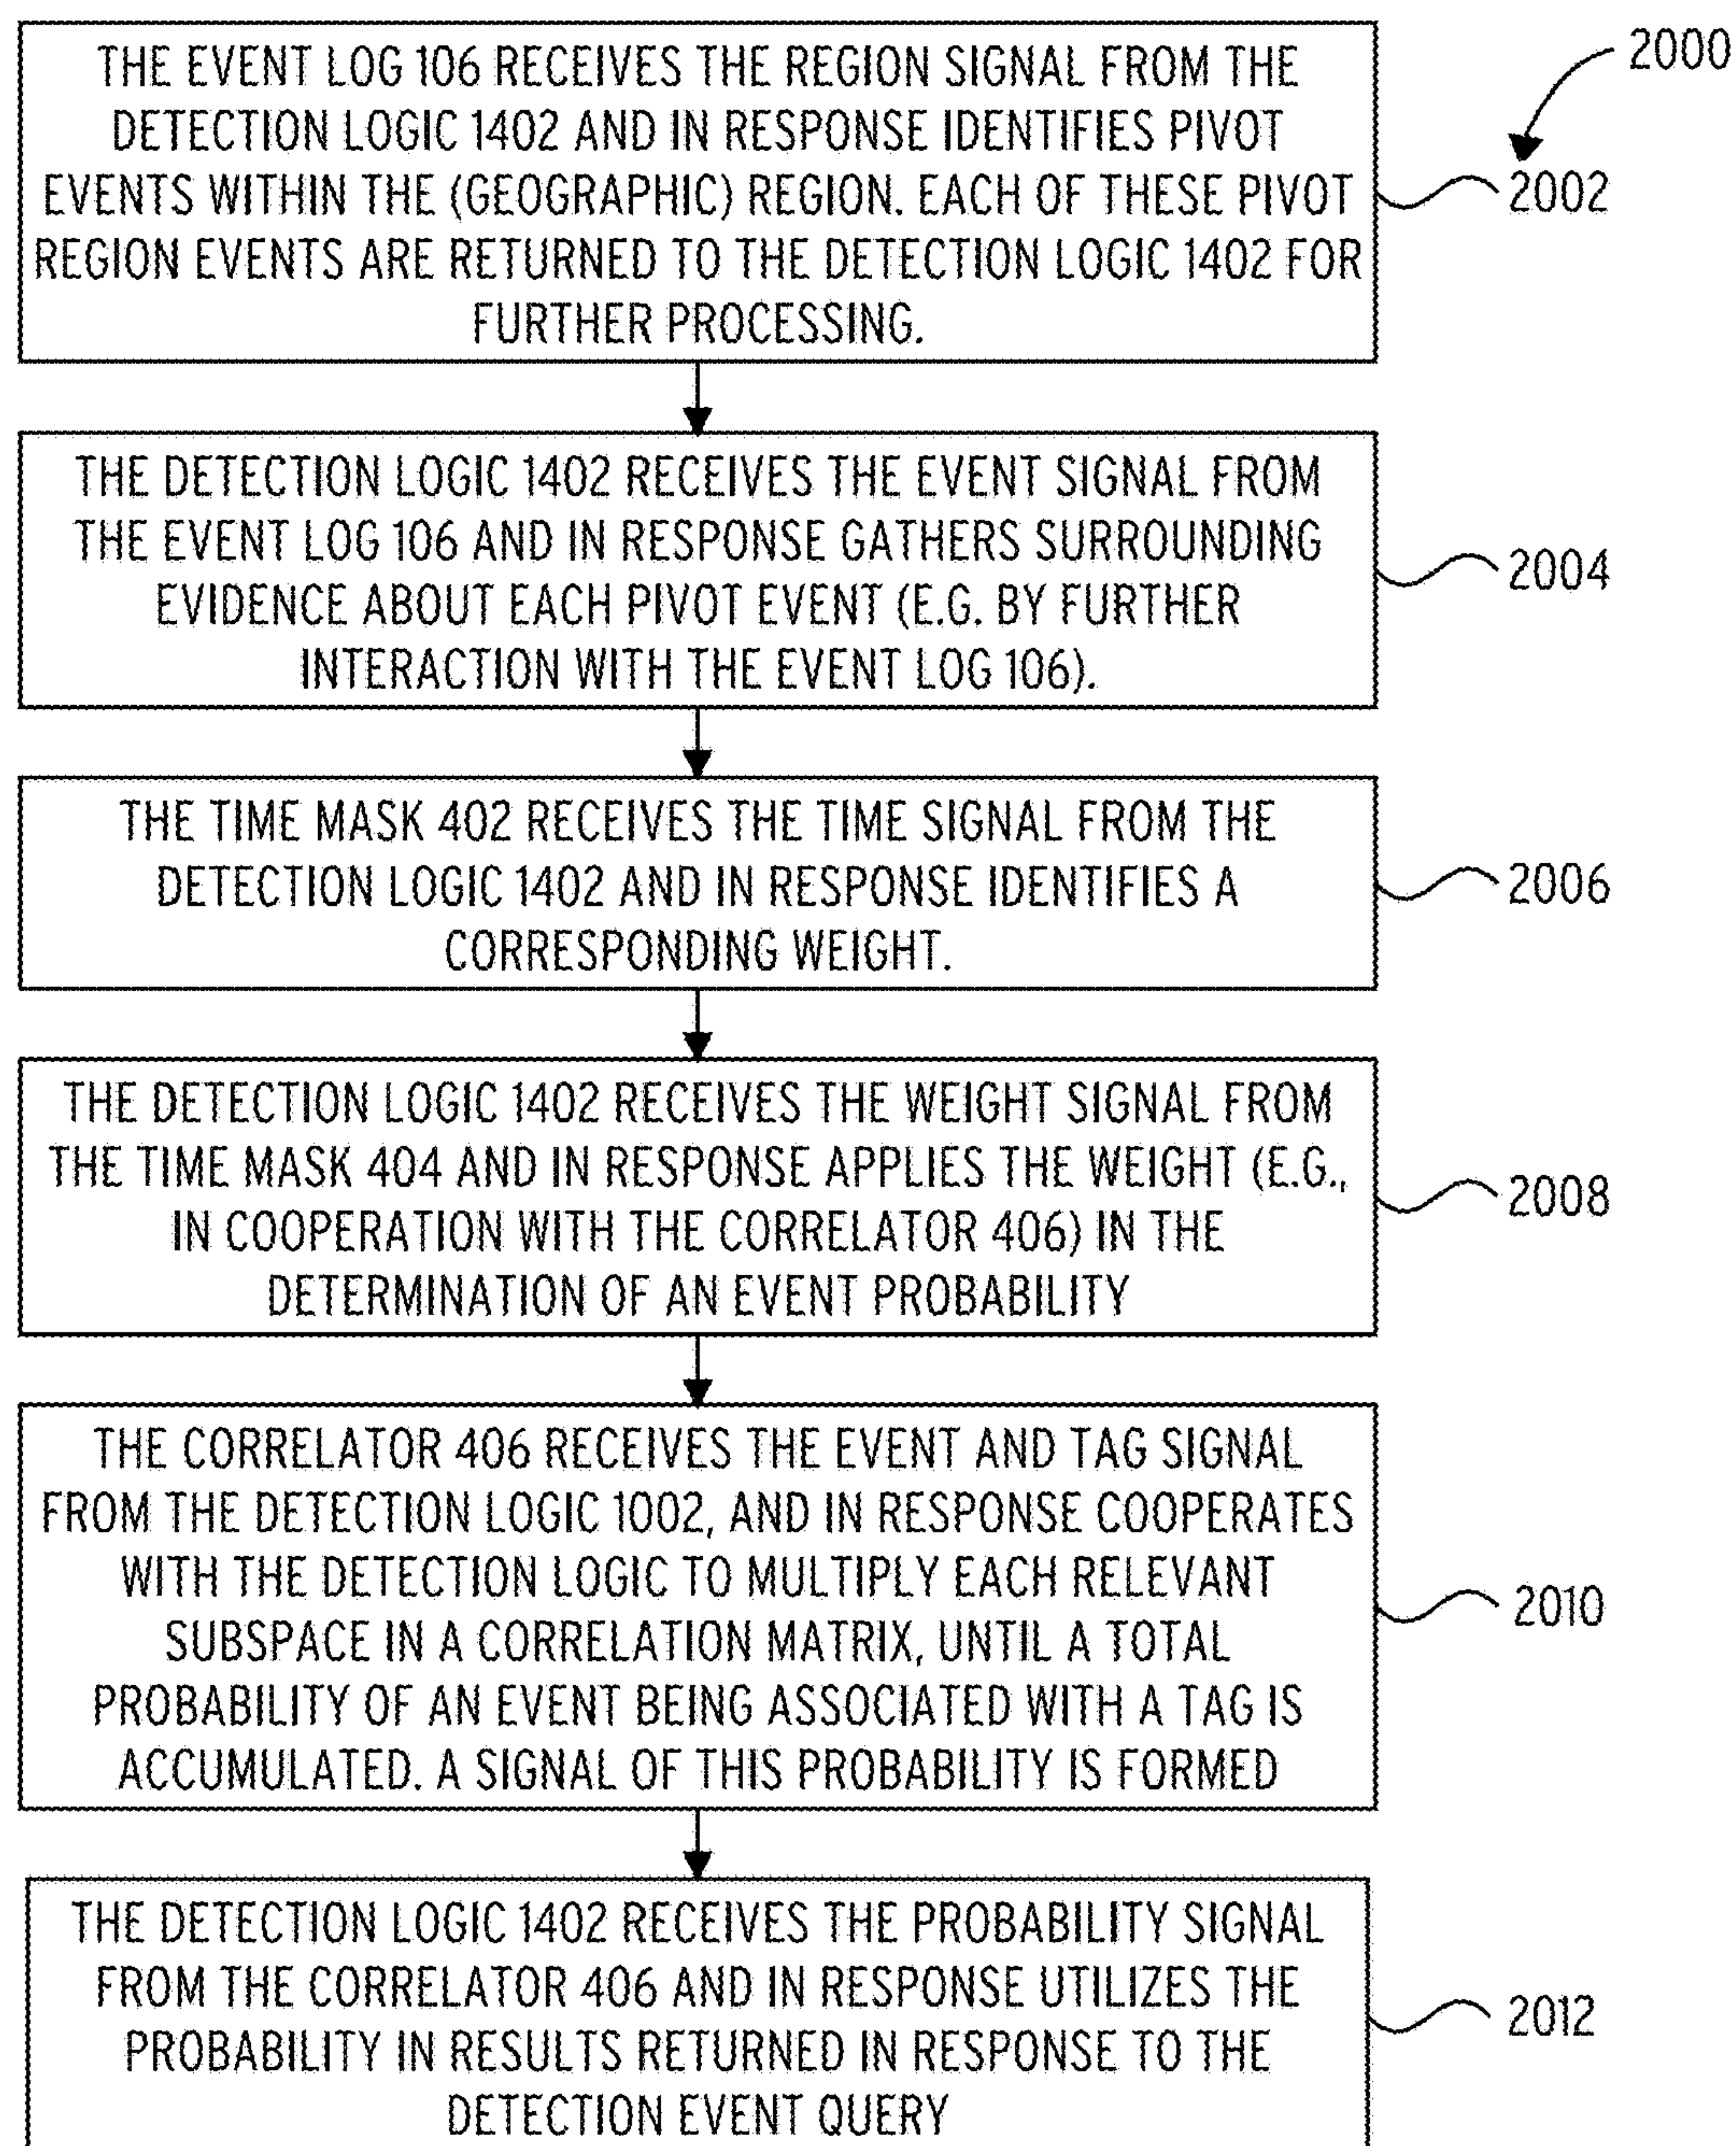 2000
THE EVENT LOG 106 RECEIVES THE REGION SIGNAL FROM THE
DETECTION LOGIC 1402 AND IN RESPONSE IDENTIFIES PIVOT
EVENTS WITHIN THE (GEOGRAPHIC) REGION. EACH OF THESE PIVOT
REGION EVENTS ARE RETURNED TO THE DETECTION LOGIC 1402 FOR
FURTHER PROCESSING.
2002
THE DETECTION LOGIC 1402 RECEIVES THE EVENT SIGNAL FROM
THE EVENT LOG 106 AND IN RESPONSE GATHERS SURROUNDING
EVIDENCE ABOUT EACH PIVOT EVENT (E.G. BY FURTHER
INTERACTION WITH THE EVENT LOG 106).
2004
THE TIME MASK 402 RECEIVES THE TIME SIGNAL FROM THE
DETECTION LOGIC 1402 AND IN RESPONSE IDENTIFIES A
CORRESPONDING WEIGHT.
2006
THE DETECTION LOGIC 1402 RECEIVES THE WEIGHT SIGNAL FROM
THE TIME MASK 404 AND IN RESPONSE APPLIES THE WEIGHT (E.G.,
IN COOPERATION WITH THE CORRELATOR 406) IN THE
DETERMINATION OF AN EVENT PROBABILITY
2008
THE CORRELATOR 406 RECEIVES THE EVENT AND TAG SIGNAL
FROM THE DETECTION LOGIC 1002, AND IN RESPONSE COOPERATES
WITH THE DETECTION LOGIC TO MULTIPLY EACH RELEVANT
SUBSPACE IN A CORRELATION MATRIX, UNTIL A TOTAL
PROBABILITY OF AN EVENT BEING ASSOCIATED WITH A TAG IS
ACCUMULATED. A SIGNAL OF THIS PROBABILITY IS FORMED
2010
THE DETECTION LOGIC 1402 RECEIVES THE PROBABILITY SIGNAL
FROM THE CORRELATOR 406 AND IN RESPONSE UTILIZES THE
PROBABILITY IN RESULTS RETURNED IN RESPONSE TO THE
DETECTION EVENT QUERY
2012